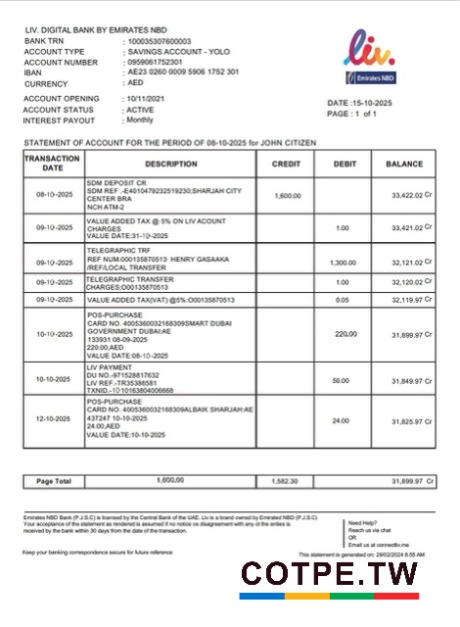 LIV. DIGITAL BANK BY EMIRATES NBD
BANK TRN : 100035307600003
ACCOUNT TYPE : SAVINGS ACCOUNT - YOLO
ACCOUNT NUMBER : 0959061752301
IBAN : AE23 0260 0009 5906 1752 301
CURRENCY : AED
ACCOUNT OPENING : 10/11/2021
ACCOUNT STATUS : ACTIVE
INTEREST PAYOUT : Monthly
liv.
Emirates NBD
DATE :15-10-2025
PAGE : 1 of 1
STATEMENT OF ACCOUNT FOR THE PERIOD OF 08-10-2025 for JOHN CITIZEN
TRANSACTION DATE DESCRIPTION CREDIT DEBIT BALANCE
08-10-2025 SDM DEPOSIT CR 1,600.00 33,422.02 Cr
SDM REF .-E4010479232519230;SHARJAH CITY
CENTER BRA
NCH ATM-2
09-10-2025 VALUE ADDED TAX @ 5% ON LIV ACOUNT 1.00 33,421.02 Cr
CHARGES
VALUE DATE:31-10-2025
09-10-2025 TELEGRAPHIC TRF 1,300.00 32,121.02 Cr
REF NUM:000135870513 HENRY GASAAKA
/REF/LOCAL TRANSFER
09-10-2025 TELEGRAPHIC TRANSFER 1.00 32,120.02 Cr
CHARGES;O00135870513
09-10-2025 VALUE ADDED TAX(VAT) @5%:O00135870513 0.05 32,119.97 Cr
10-10-2025 POS-PURCHASE 220.00 31,899.97 Cr
CARD NO. 4005360032168309SMART DUBAI
GOVERNMENT DUBAI:AE
133931 08-09-2025
220.00,AED
VALUE DATE:08-10-2025
10-10-2025 LIV PAYMENT 50.00 31,849.97 Cr
DU NO.-971528817632
LIV REF.-TR35386581
TXNID.-10101638040066​68
12-10-2025 POS-PURCHASE 24.00 31,825.97 Cr
CARD NO. 4005360032168309ALBAIK SHARJAH:AE
437247 10-10-2025
24.00,AED
VALUE DATE:10-10-2025
Page Total 1,600.00 1,582.30 31,899.97 Cr
Emirates NBD Bank (P.J.S.C) is licensed by the Central Bank of the UAE. Liv is a brand owned by Emirated NBD (P.J.S.C)
Your acceptance of the statement as rendered is assumed if no notice os disagreement with any ot the enteies is
received by the bank within 30 days from the date of the transaction.
Keep your banking correspondence secure for future reference
Need Help?
Reach us via chat
OR
Email us at connectliv.me
This statement is generated on: 29/02/2024 8.55 AM
COTPE.TW